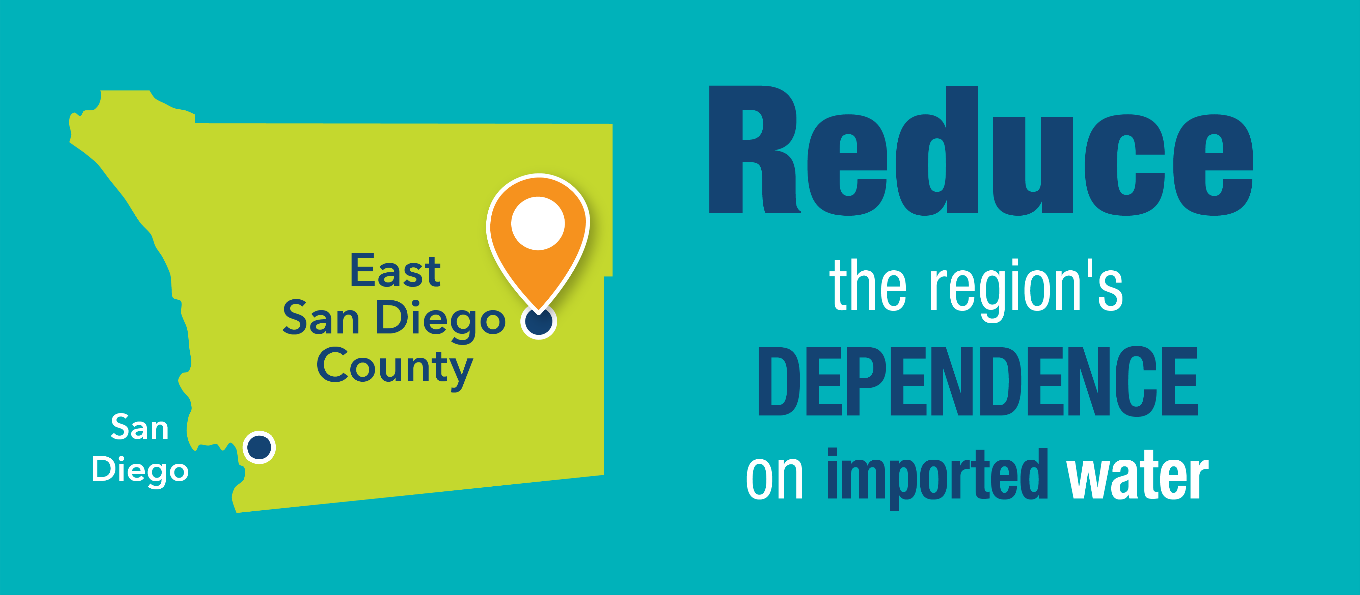 East
San Diego
County
San
Diego
Reduce
the region's
DEPENDENCE
on imported water